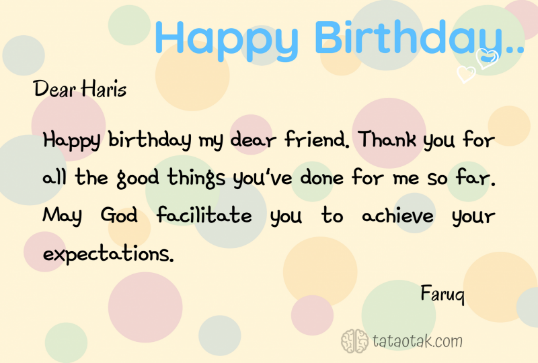 Happy Birthday..
Dear Haris
Happy birthday my dear friend. Thank you for
all the good things you've done for me so far.
May God facilitate you to achieve your
expectations.
Faruq
tataotak.com